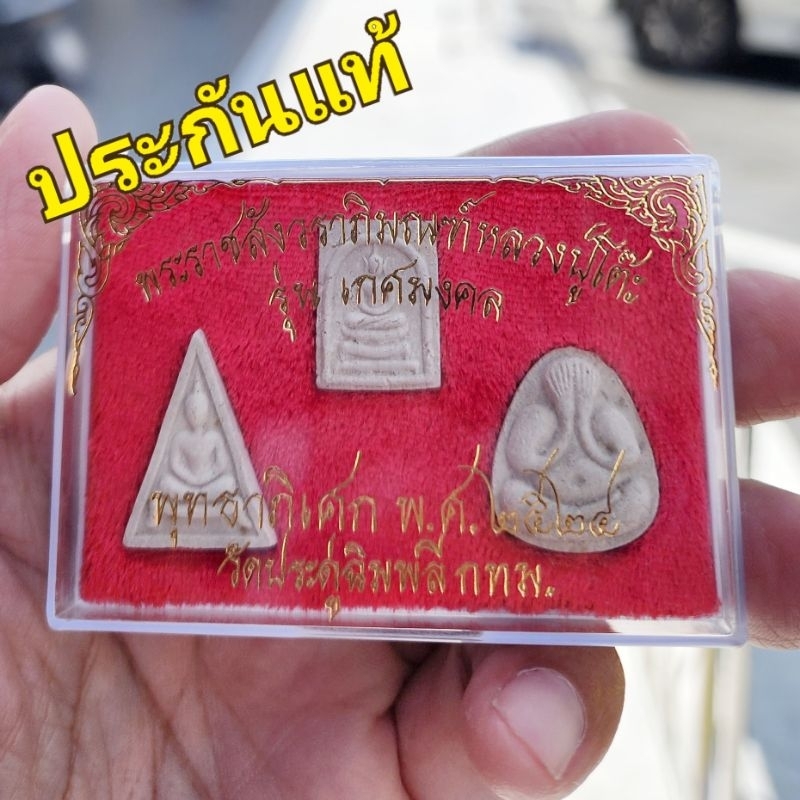 ประกันแท้
พระราชสังวราภิมณฑ์หลวงปู่โต๊ะ
รุ่น เกศมงคล
พุทธาภิเศก พ.ศ. ๒๕๒๔
วัดประดู่ฉิมพลี กทม.